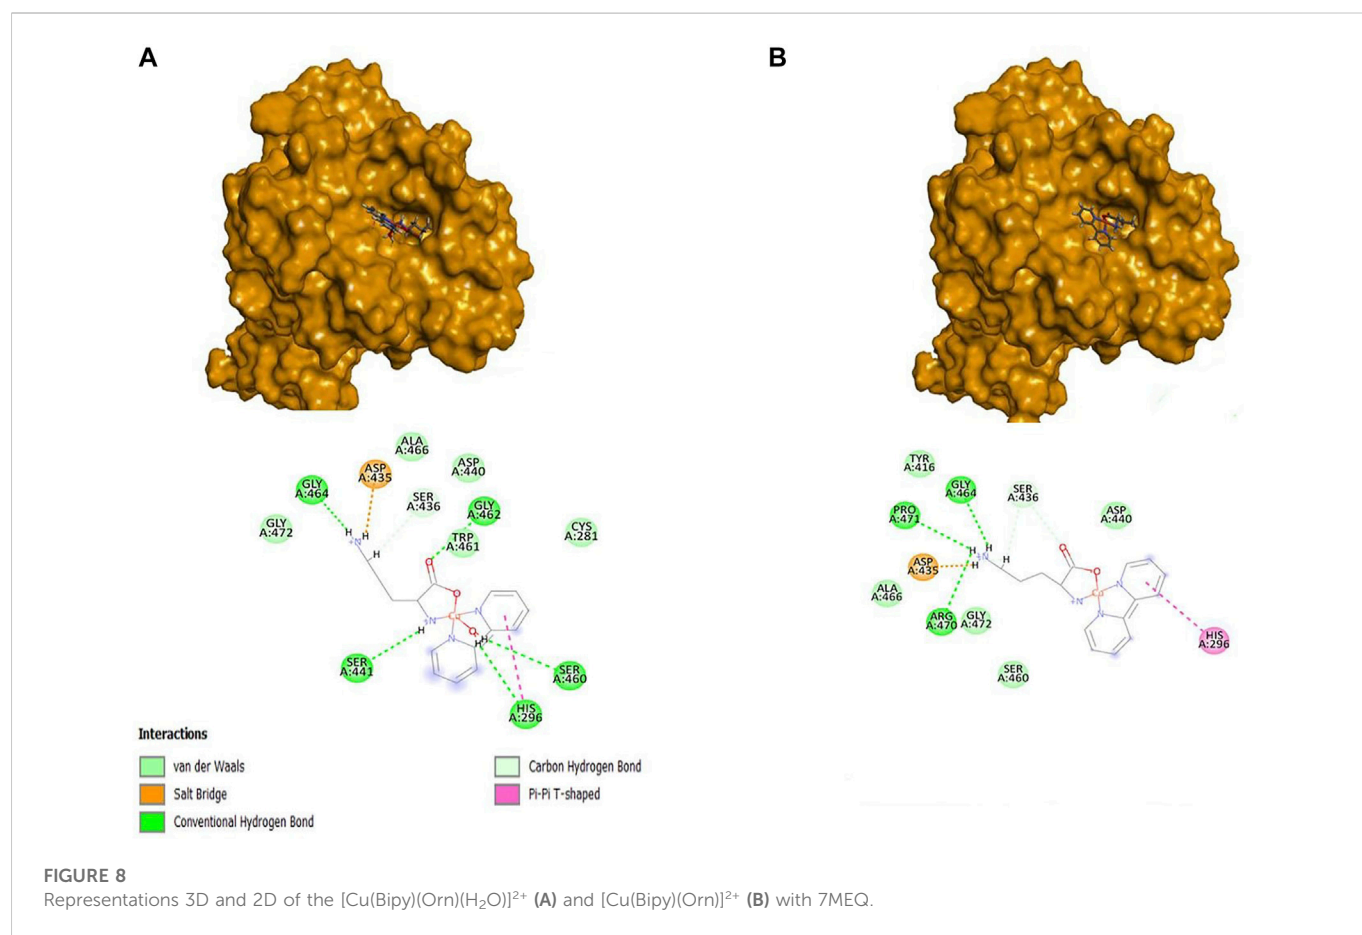 A
B
ALA
A:466
ASP
A:440
ASP
A:435
GLY
A:464
SER
A:436
GLY
A:462
GLY
A:472
TRP
A:461
CYS
A:281
H
H
+N
H
O
O
Cu
N
N
N
+N
H
O
H
H
SER
A:441
SER
A:460
HIS
A:296
TYR
A:416
GLY
A:464
SER
A:436
PRO
A:471
ASP
A:440
ASP
A:435
ALA
A:466
ARG
A:470
GLY
A:472
SER
A:460
HIS
A:296
H
H
H
+N
H
O
O
Cu
N
N
+N
Interactions
van der Waals
Salt Bridge
Conventional Hydrogen Bond
Carbon Hydrogen Bond
Pi-Pi T-shaped
FIGURE 8
Representations 3D and 2D of the [Cu(Bipy)(Orn)(H₂O)]²⁺ (A) and [Cu(Bipy)(Orn)]²⁺ (B) with 7MEQ.